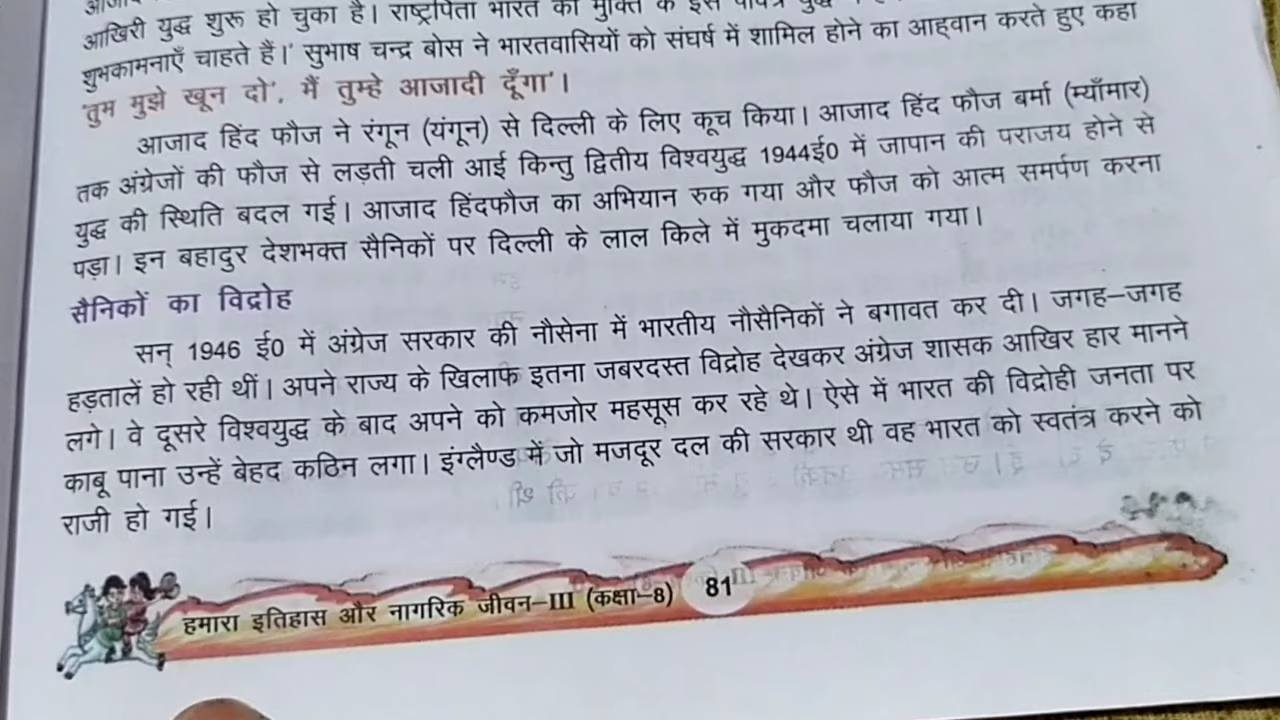 आखिरी युद्ध शुरू हो चुका है। राष्ट्रपिता भारत की मुक्ति के इस
शुभकामनाएँ चाहते हैं।' सुभाष चन्द्र बोस ने भारतवासियों को संघर्ष में शामिल होने का आह्वान करते हुए कहा
'तुम मुझे खून दो', मैं तुम्हे आजादी दूँगा'।
आजाद हिंद फौज ने रंगून (यंगून) से दिल्ली के लिए कूच किया। आजाद हिंद फौज बर्मा (म्याँमार)
तक अंग्रेजों की फौज से लड़ती चली आई किन्तु द्वितीय विश्वयुद्ध 1944ई0 में जापान की पराजय होने से
युद्ध की स्थिति बदल गई। आजाद हिंदफौज का अभियान रुक गया और फौज को आत्म समर्पण करना
पड़ा। इन बहादुर देशभक्त सैनिकों पर दिल्ली के लाल किले में मुकदमा चलाया गया।
सैनिकों का विद्रोह
सन् 1946 ई0 में अंग्रेज सरकार की नौसेना में भारतीय नौसैनिकों ने बगावत कर दी। जगह-जगह
हड़तालें हो रही थीं। अपने राज्य के खिलाफ इतना जबरदस्त विद्रोह देखकर अंग्रेज शासक आखिर हार मानने
लगे। वे दूसरे विश्वयुद्ध के बाद अपने को कमजोर महसूस कर रहे थे। ऐसे में भारत की विद्रोही जनता पर
काबू पाना उन्हें बेहद कठिन लगा। इंग्लैण्ड में जो मजदूर दल की सरकार थी वह भारत को स्वतंत्र करने को
राजी हो गई।
हमारा इतिहास और नागरिक जीवन-III (कक्षा-8) 81